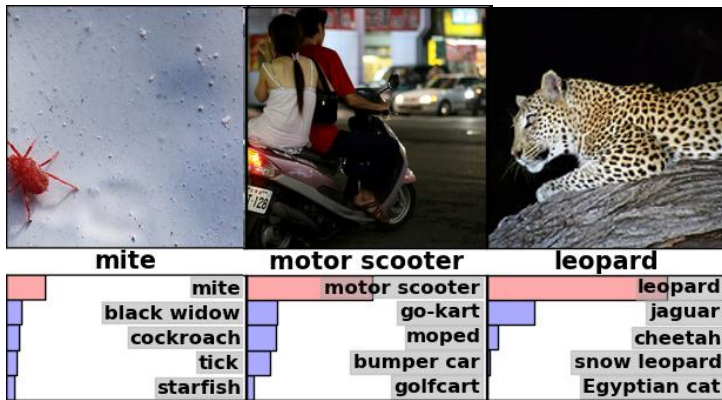 mite
motor scooter
leopard
mite
black widow
cockroach
tick
starfish
motor scooter
go-kart
moped
bumper car
golfcart
leopard
jaguar
cheetah
snow leopard
Egyptian cat